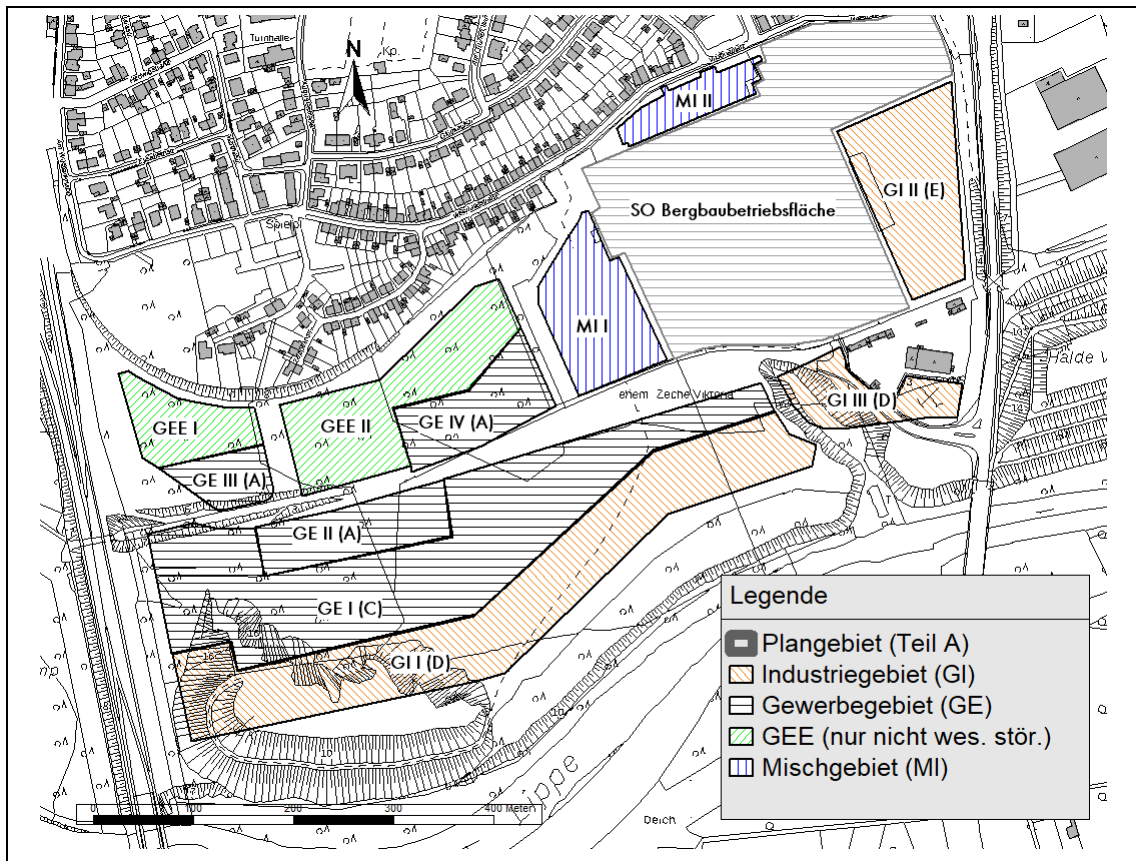 Turnhalle
Kp.
N
MI II
GI II (E)
SO Bergbaubetriebsfläche
Spielpl
MI I
GEE I
GEE II
GE IV (A)
GE III (A)
ehem Zeche Viktoria
GI III (D)
Halde V
GE II (A)
GE I (C)
GI I (D)
Lippe
Deich
0 100 200 300 400 Meten
Legende
Plangebiet (Teil A)
Industriegebiet (GI)
Gewerbegebiet (GE)
GEE (nur nicht wes. stör.)
Mischgebiet (MI)